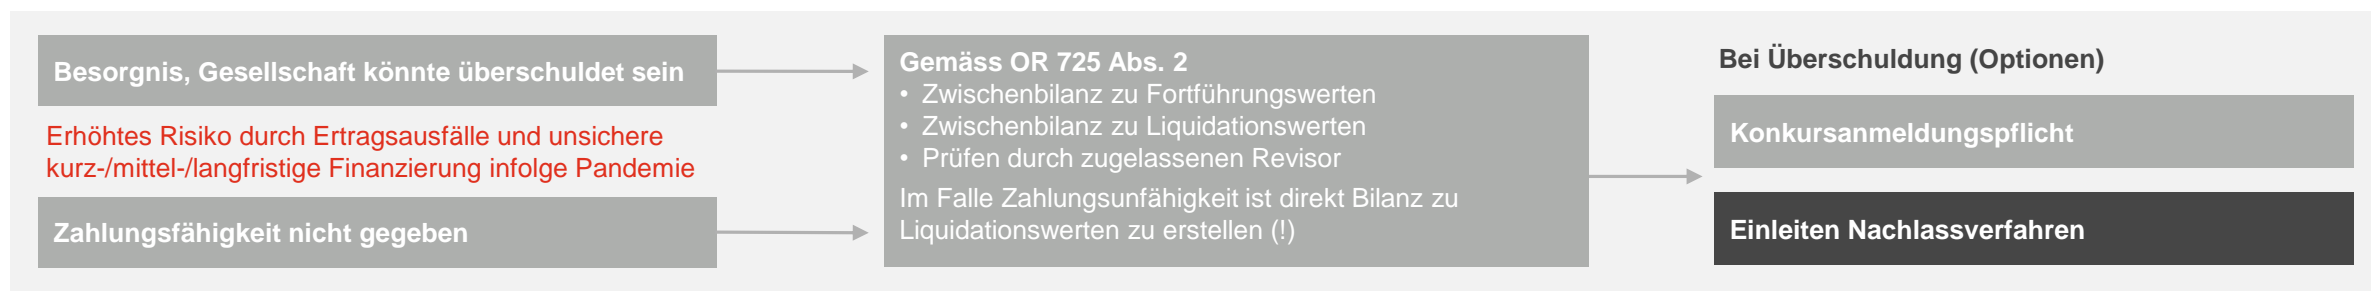 Besorgnis, Gesellschaft könnte überschuldet sein
Erhöhtes Risiko durch Ertragsausfälle und unsichere
kurz-/mittel-/langfristige Finanzierung infolge Pandemie
Zahlungsfähigkeit nicht gegeben
Gemäss OR 725 Abs. 2
• Zwischenbilanz zu Fortführungswerten
• Zwischenbilanz zu Liquidationswerten
• Prüfen durch zugelassenen Revisor
Im Falle Zahlungsunfähigkeit ist direkt Bilanz zu
Liquidationswerten zu erstellen (!)
Bei Überschuldung (Optionen)
Konkursanmeldungspflicht
Einleiten Nachlassverfahren